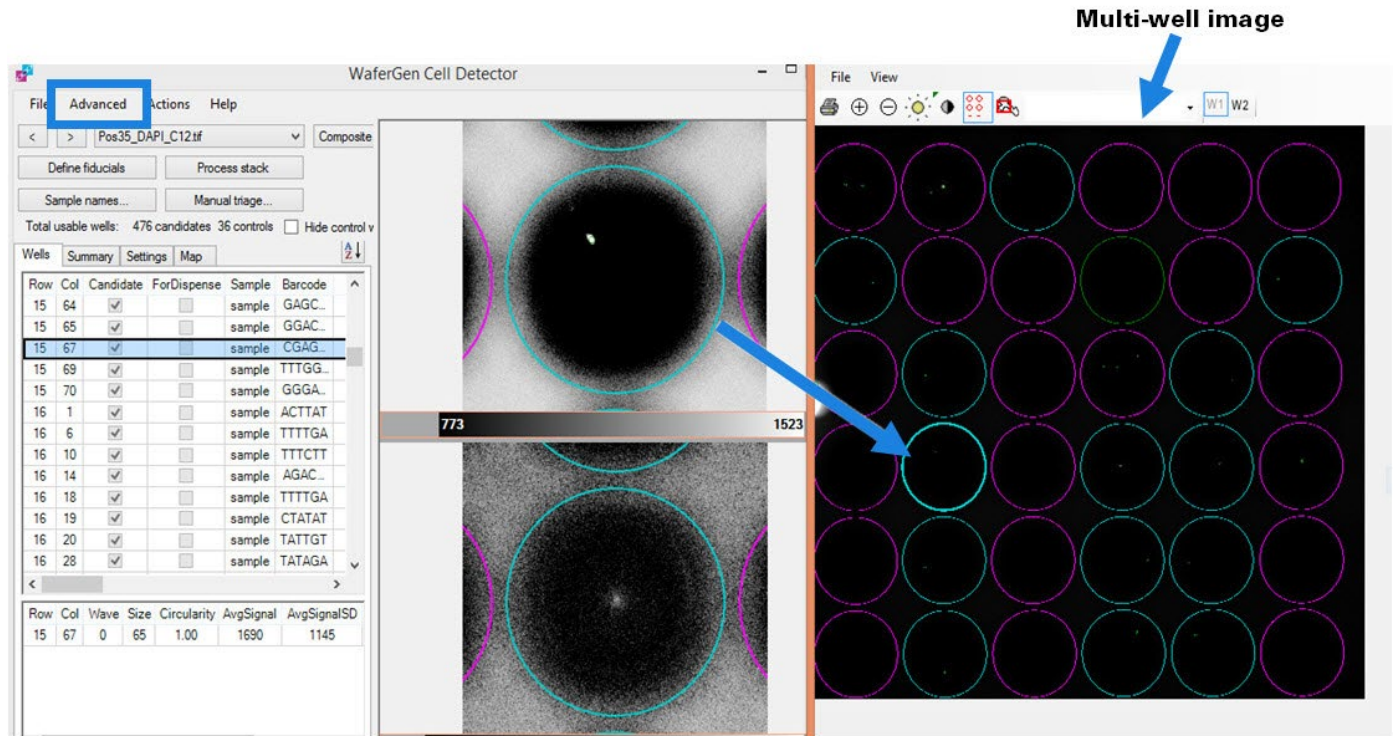 Multi-well image
WaferGen Cell Detector
File View
File Advanced Actions Help
W1 W2
< > Pos35_DAPI_C12.tif Composite
Define fiducials Process stack
Sample names... Manual triage...
Total usable wells: 476 candidates 36 controls Hide control
Wells Summary Settings Map
Row Col Candidate ForDispense Sample Barcode
15 64 sample GAGC...
15 65 sample GGAC...
15 67 sample CGAG...
15 69 sample TTTGG...
15 70 sample GGGA...
16 1 sample ACTTAT
16 6 sample TTTTGA
16 10 sample TTTCTT
16 14 sample AGAC...
16 18 sample TTTTGA
16 19 sample CTATAT
16 20 sample TATTGT
16 28 sample TATAGA
773 1523
Row Col Wave Size Circularity AvgSignal AvgSignalSD
15 67 0 65 1.00 1690 1145